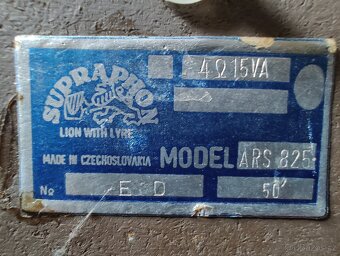 4Ω 15VA
SUPRAPHON
LION WITH LYRE
MADE IN CZECHOSLOVAKIA MODEL ARS 825
No E D 50'